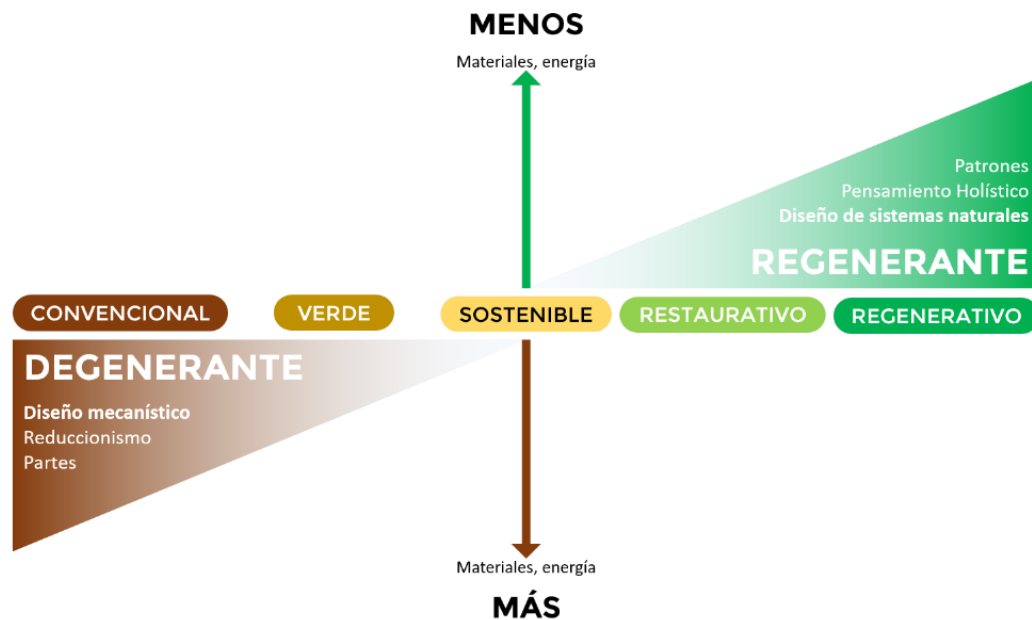 MENOS
Materiales, energía
Patrones
Pensamiento Holístico
Diseño de sistemas naturales
REGENERANTE
CONVENCIONAL
VERDE
SOSTENIBLE
RESTAURATIVO
REGENERATIVO
DEGENERANTE
Diseño mecanístico
Reduccionismo
Partes
Materiales, energía
MÁS